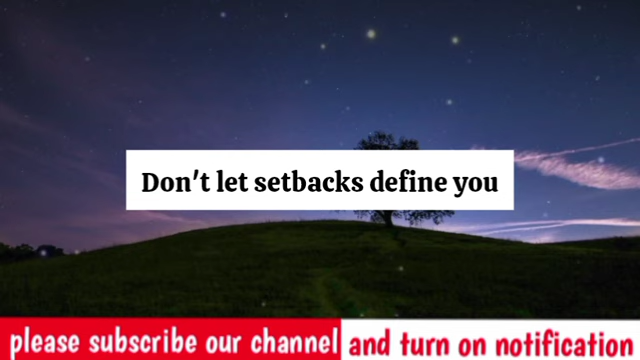 Don't let setbacks define you
please subscribe our channel and turn on notification